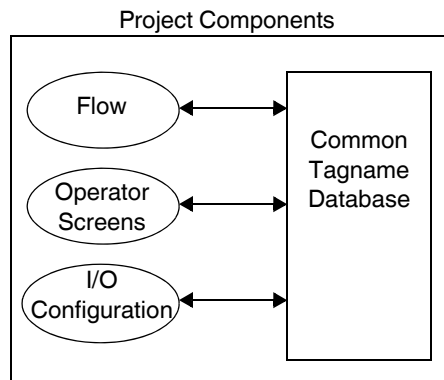 Project Components
Flow
Operator
Screens
I/O
Configuration
Common
Tagname
Database